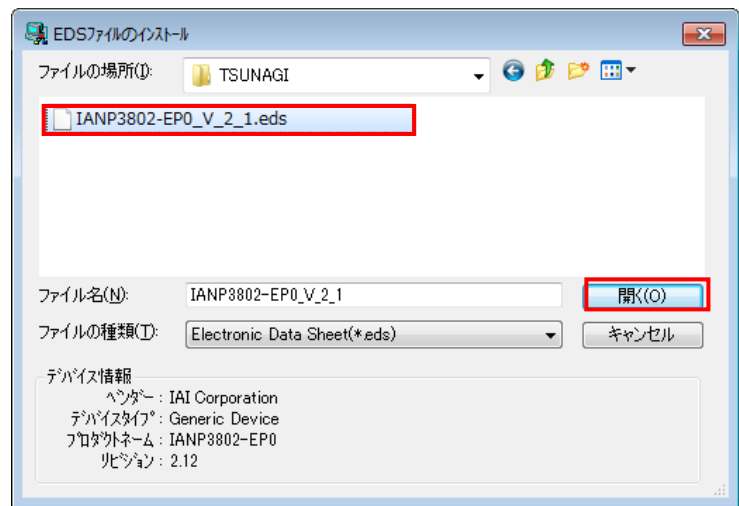 EDSファイルのインストール
ファイルの場所(I):
TSUNAGI
IANP3802-EP0_V_2_1.eds
ファイル名(N):
IANP3802-EP0_V_2_1
開く(O)
ファイルの種類(T):
Electronic Data Sheet(*.eds)
キャンセル
デバイス情報
ベンダー : IAI Corporation
デバイスタイプ : Generic Device
プロダクトネーム : IANP3802-EP0
リビジョン : 2.12